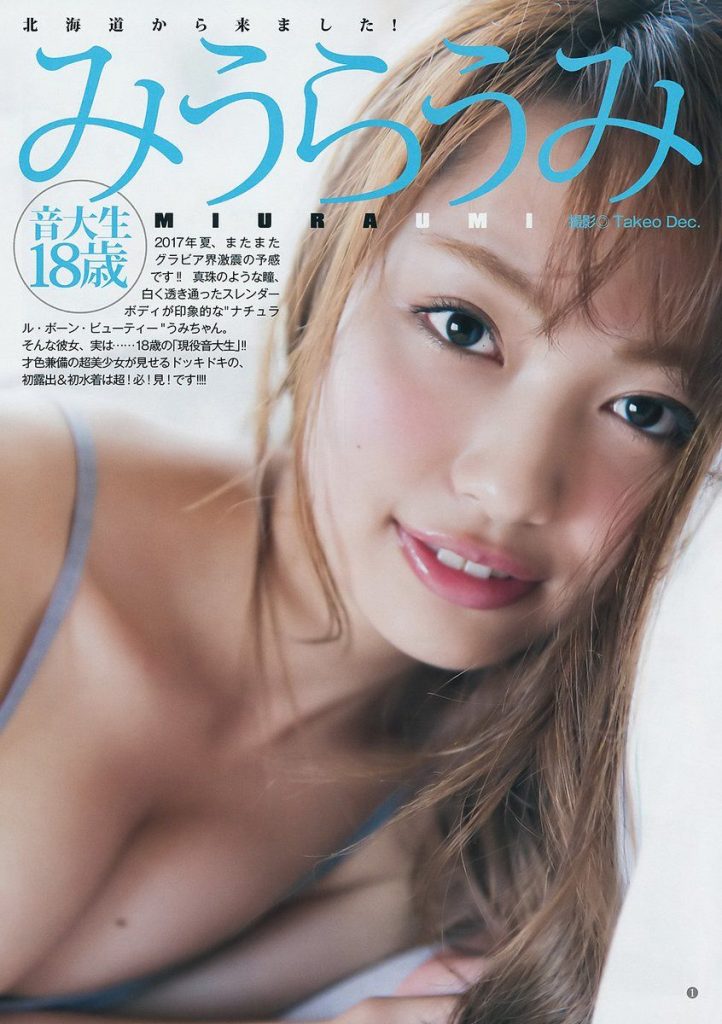 北海道から来ました!
みうらうみ
MIURAUMI
撮影◎Takeo Dec.
音大生
18歳
2017年夏、またまた
グラビア界激震の予感
です!! 真珠のような瞳、
白く透き通ったスレンダー
ボディが印象的な"ナチュラ
ル・ボーン・ビューティー"うみちゃん。
そんな彼女、実は……18歳の「現役音大生」!!
才色兼備の超美少女が見せるドッキドキの、
初露出&初水着は超!必!見!です!!!!
1